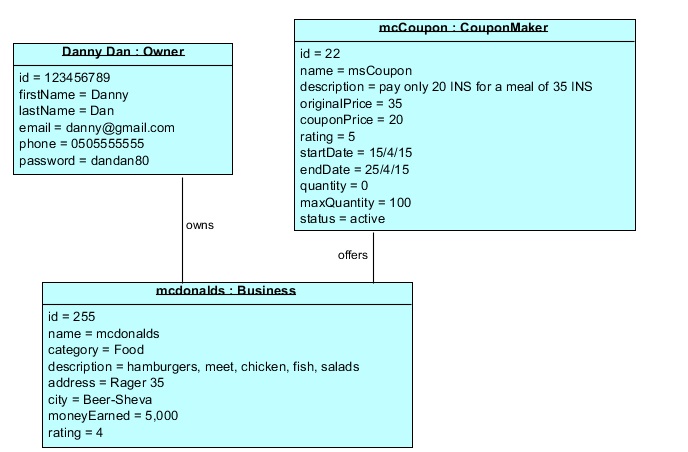 Danny Dan : Owner
id = 123456789
firstName = Danny
lastName = Dan
email = danny@gmail.com
phone = 0505555555
password = dandan80
mcCoupon : CouponMaker
id = 22
name = msCoupon
description = pay only 20 INS for a meal of 35 INS
originalPrice = 35
couponPrice = 20
rating = 5
startDate = 15/4/15
endDate = 25/4/15
quantity = 0
maxQuantity = 100
status = active
owns
offers
mcdonalds : Business
id = 255
name = mcdonalds
category = Food
description = hamburgers, meet, chicken, fish, salads
address = Rager 35
city = Beer-Sheva
moneyEarned = 5,000
rating = 4